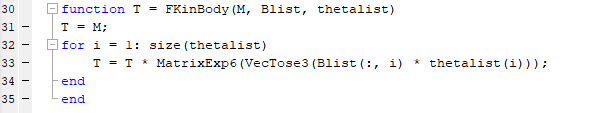 30 function T = FKinBody(M, Blist, thetalist)
31 - T = M;
32 - for i = 1: size(thetalist)
33 - T = T * MatrixExp6(VecTose3(Blist(:, i) * thetalist(i)));
34 - end
35 - end